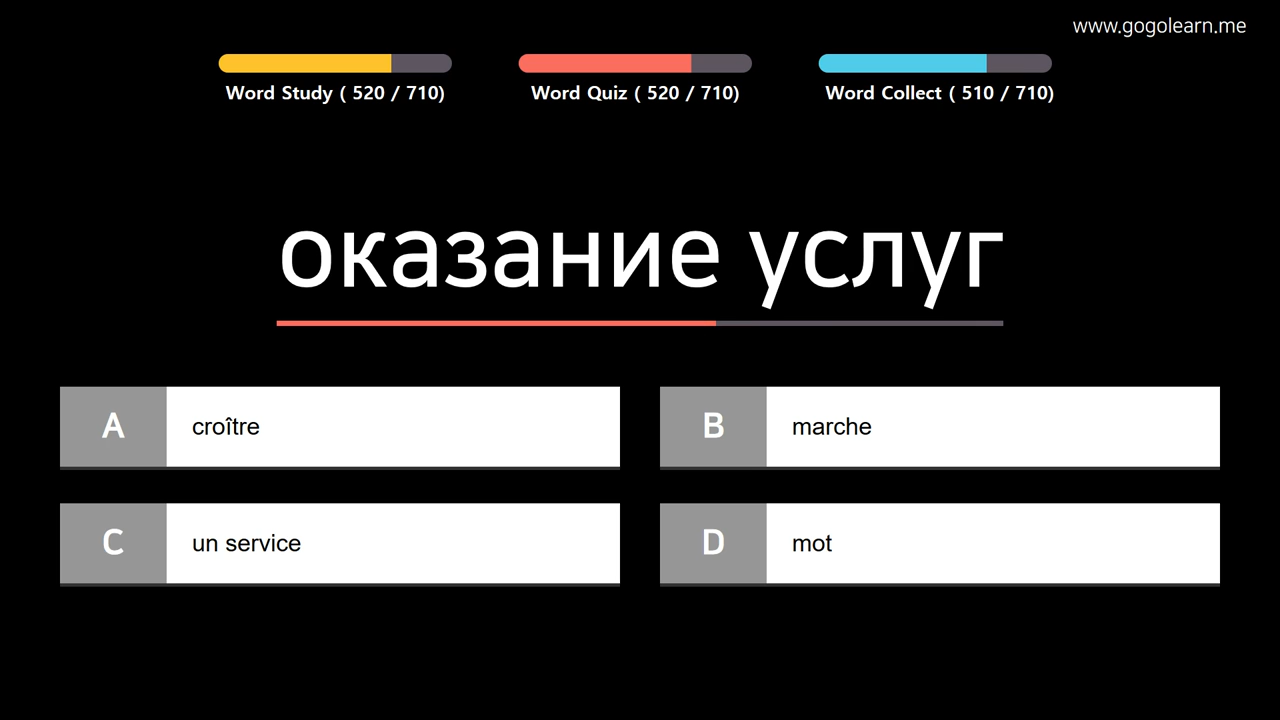 www.gogolearn.me
Word Study ( 520 / 710)
Word Quiz ( 520 / 710)
Word Collect ( 510 / 710)
оказание услуг
A croître
B marche
C un service
D mot